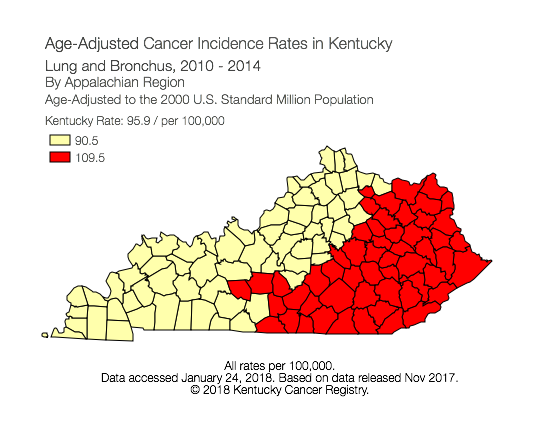 Age-Adjusted Cancer Incidence Rates in Kentucky
Lung and Bronchus, 2010 - 2014
By Appalachian Region
Age-Adjusted to the 2000 U.S. Standard Million Population
Kentucky Rate: 95.9 / per 100,000
90.5
109.5
All rates per 100,000.
Data accessed January 24, 2018. Based on data released Nov 2017.
© 2018 Kentucky Cancer Registry.